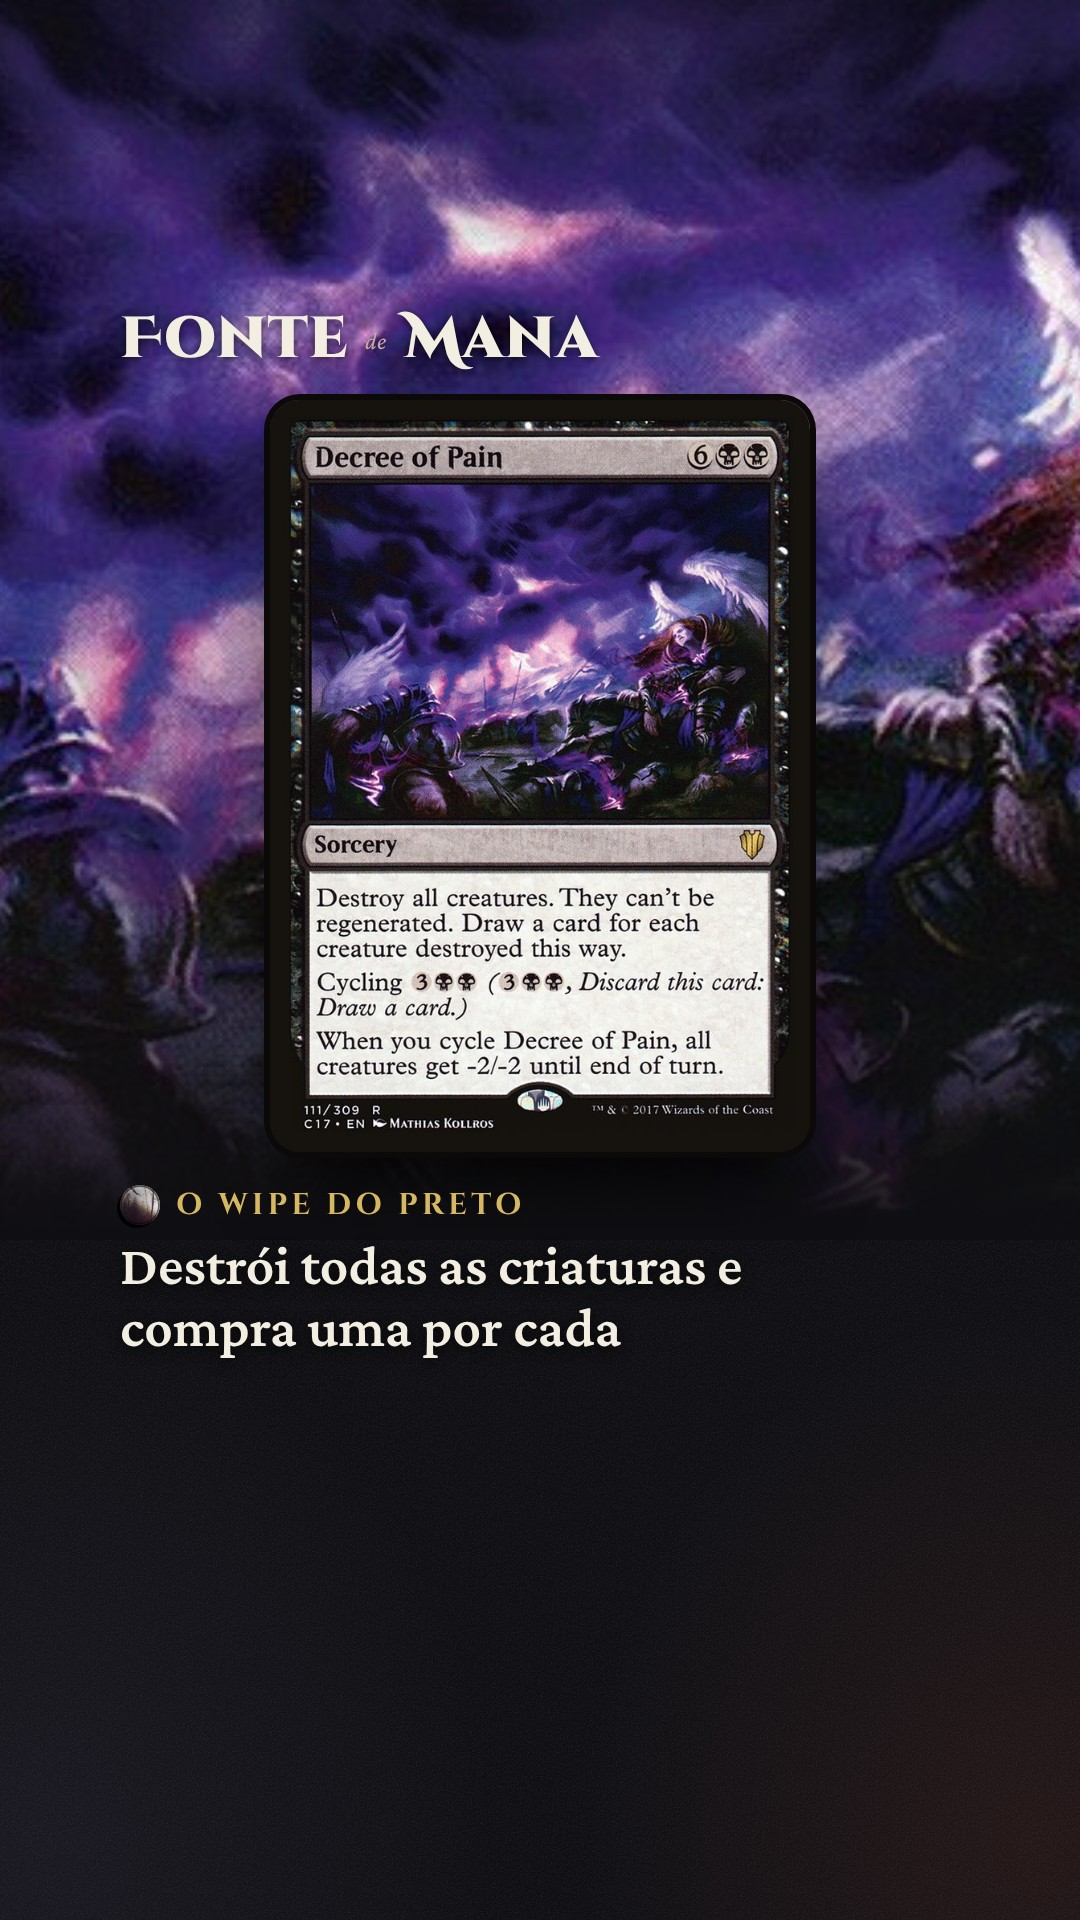 FONTE de MANA
Decree of Pain 6
Sorcery
Destroy all creatures. They can't be
regenerated. Draw a card for each
creature destroyed this way.
Cycling 3 (3, Discard this card:
Draw a card.)
When you cycle Decree of Pain, all
creatures get -2/-2 until end of turn.
111/309 R
C17 • EN MATHIAS KOLLROS
™ & © 2017 Wizards of the Coast
O WIPE DO PRETO
Destrói todas as criaturas e
compra uma por cada